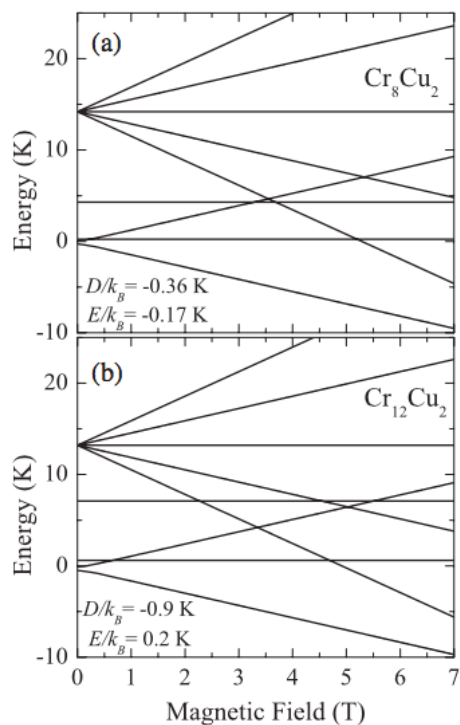 (a)
Cr8Cu2
20
10
0
-10
Energy (K)
D/kB= -0.36 K
E/kB= -0.17 K
(b)
Cr12Cu2
20
10
0
-10
Energy (K)
D/kB= -0.9 K
E/kB= 0.2 K
0 1 2 3 4 5 6 7
Magnetic Field (T)